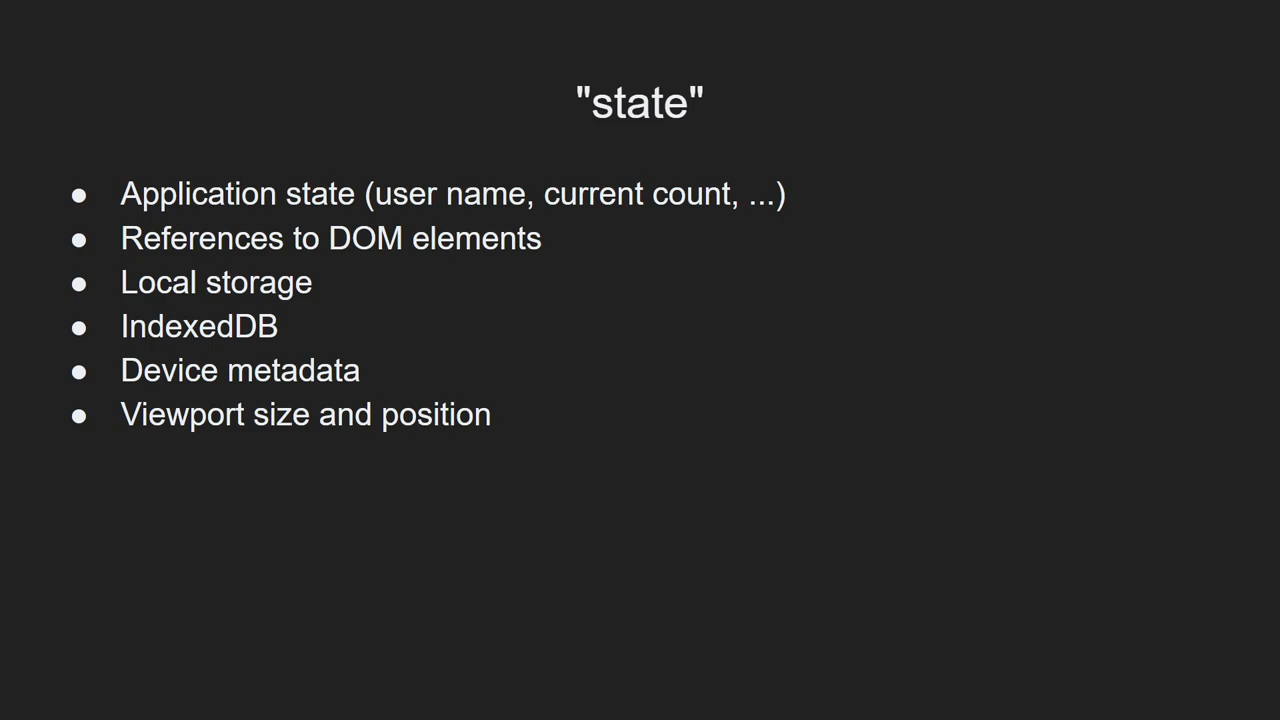 "state"
● Application state (user name, current count, ...)
● References to DOM elements
● Local storage
● IndexedDB
● Device metadata
● Viewport size and position